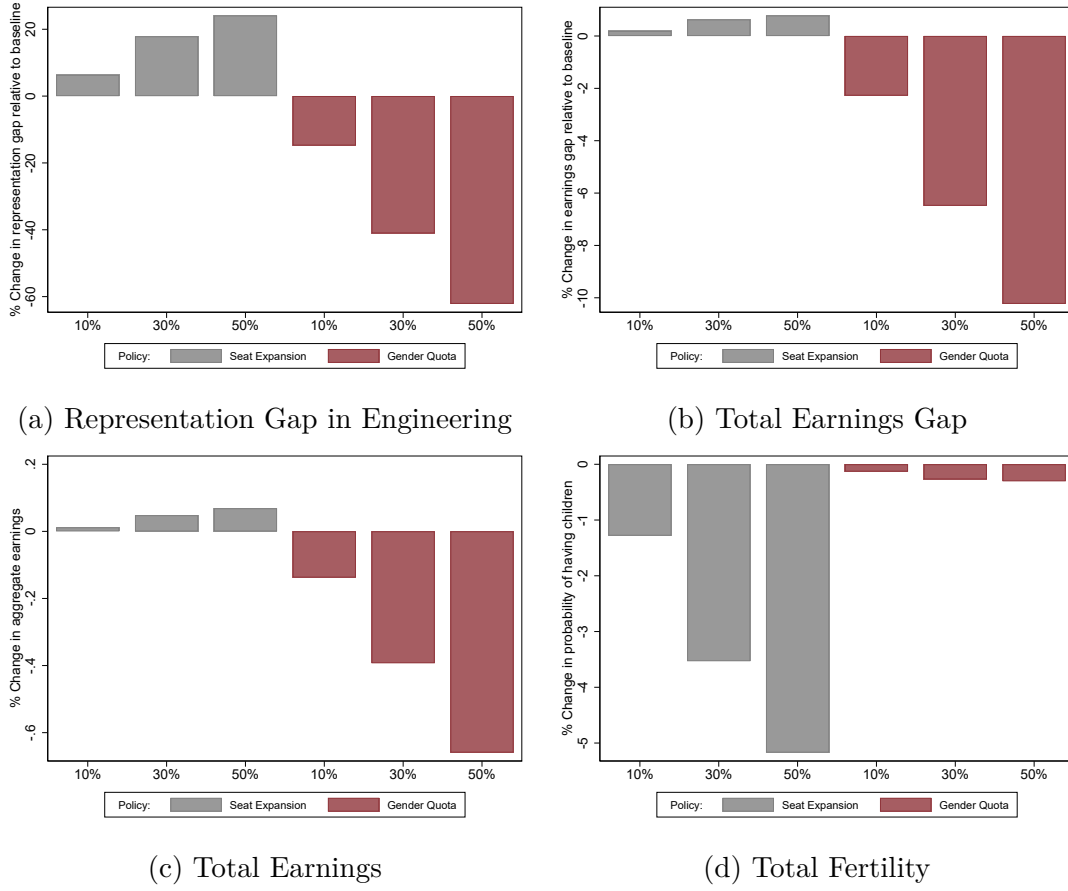 % Change in representation gap relative to baseline
20
0
-20
-40
-60
10%
30%
50%
10%
30%
50%
Policy:
Seat Expansion
Gender Quota
(a) Representation Gap in Engineering
% Change in earnings gap relative to baseline
0
-2
-4
-6
-8
-10
10%
30%
50%
10%
30%
50%
Policy:
Seat Expansion
Gender Quota
(b) Total Earnings Gap
% Change in aggregate earnings
.2
0
-.2
-.4
-.6
10%
30%
50%
10%
30%
50%
Policy:
Seat Expansion
Gender Quota
(c) Total Earnings
% Change in probability of having children
0
-1
-2
-3
-4
-5
10%
30%
50%
10%
30%
50%
Policy:
Seat Expansion
Gender Quota
(d) Total Fertility